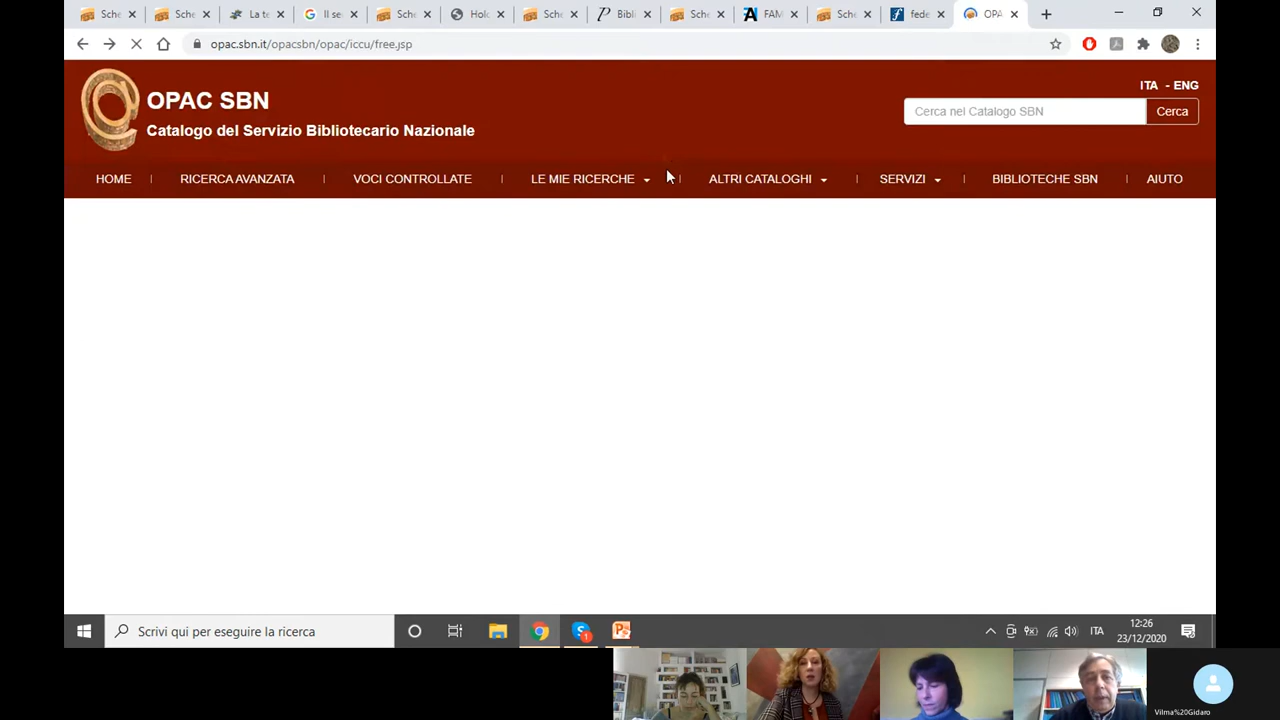 Sche
Sche
La te
Il se
Sche
Holo
Sche
Bibl
Sche
FAM
Sche
fede
OPA
opac.sbn.it/opacsbn/opac/iccu/free.jsp
OPAC SBN
Catalogo del Servizio Bibliotecario Nazionale
ITA - ENG
Cerca nel Catalogo SBN
Cerca
HOME
RICERCA AVANZATA
VOCI CONTROLLATE
LE MIE RICERCHE
ALTRI CATALOGHI
SERVIZI
BIBLIOTECHE SBN
AIUTO
Scrivi qui per eseguire la ricerca
ITA
12:26
23/12/2020
Vilma%20Gidaro